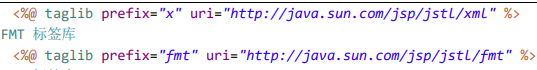 <%@ taglib prefix="x" uri="http://java.sun.com/jsp/jstl/xml" %>
FMT 标签库
<%@ taglib prefix="fmt" uri="http://java.sun.com/jsp/jstl/fmt" %>